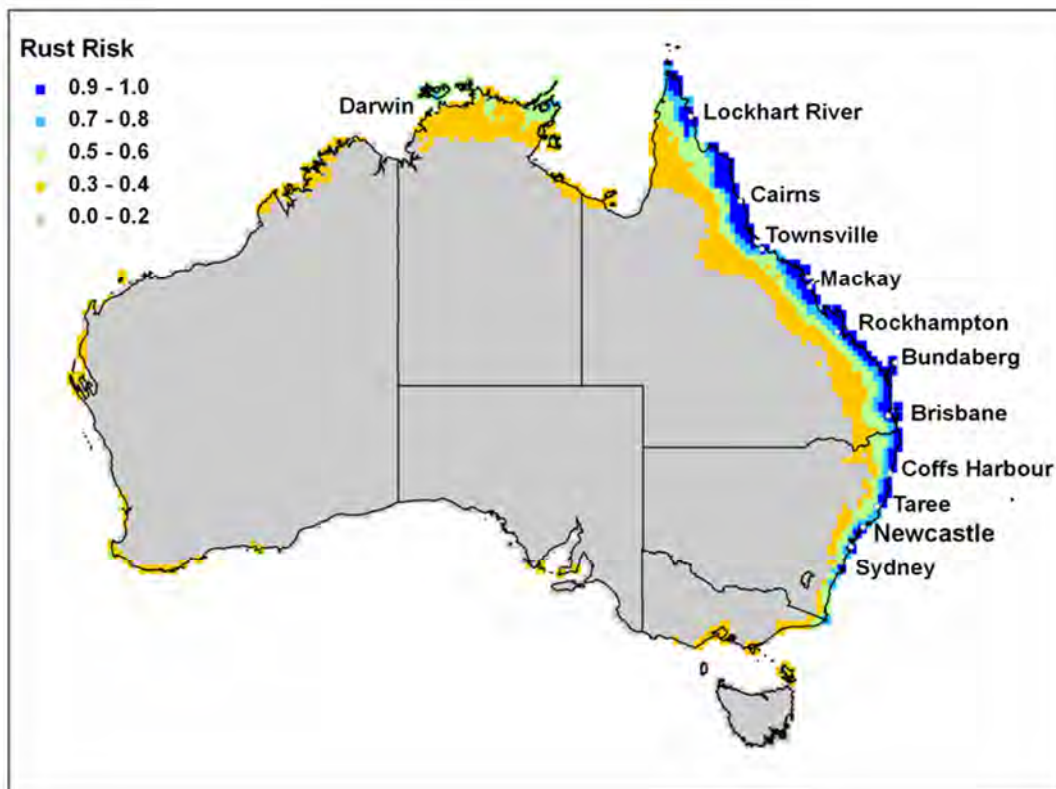 Rust Risk
0.9 - 1.0
0.7 - 0.8
0.5 - 0.6
0.3 - 0.4
0.0 - 0.2
Darwin
Lockhart River
Cairns
Townsville
Mackay
Rockhampton
Bundaberg
Brisbane
Coffs Harbour
Taree
Newcastle
Sydney